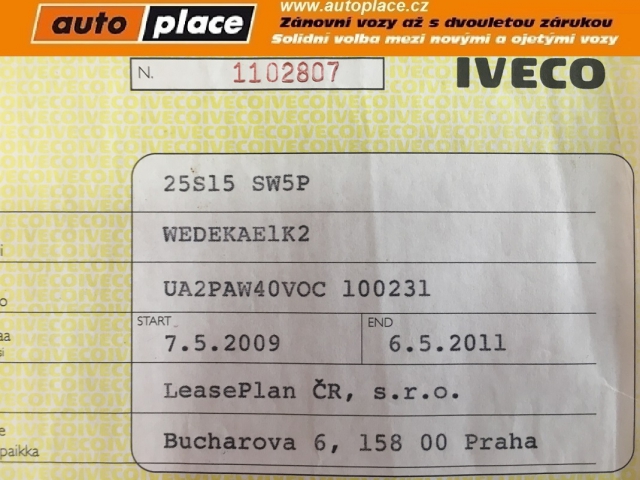 www.autoplace.cz
auto place
Zánovní vozy až s dvouletou zárukou
Solidní volba mezi novými a ojetými vozy
N. 1102807
IVECO
25S15 SW5P
WEDEKAE1K2
UA2PAW40VOC 100231
START END
7.5.2009 6.5.2011
LeasePlan ČR, s.r.o.
Bucharova 6, 158 00 Praha
paikka